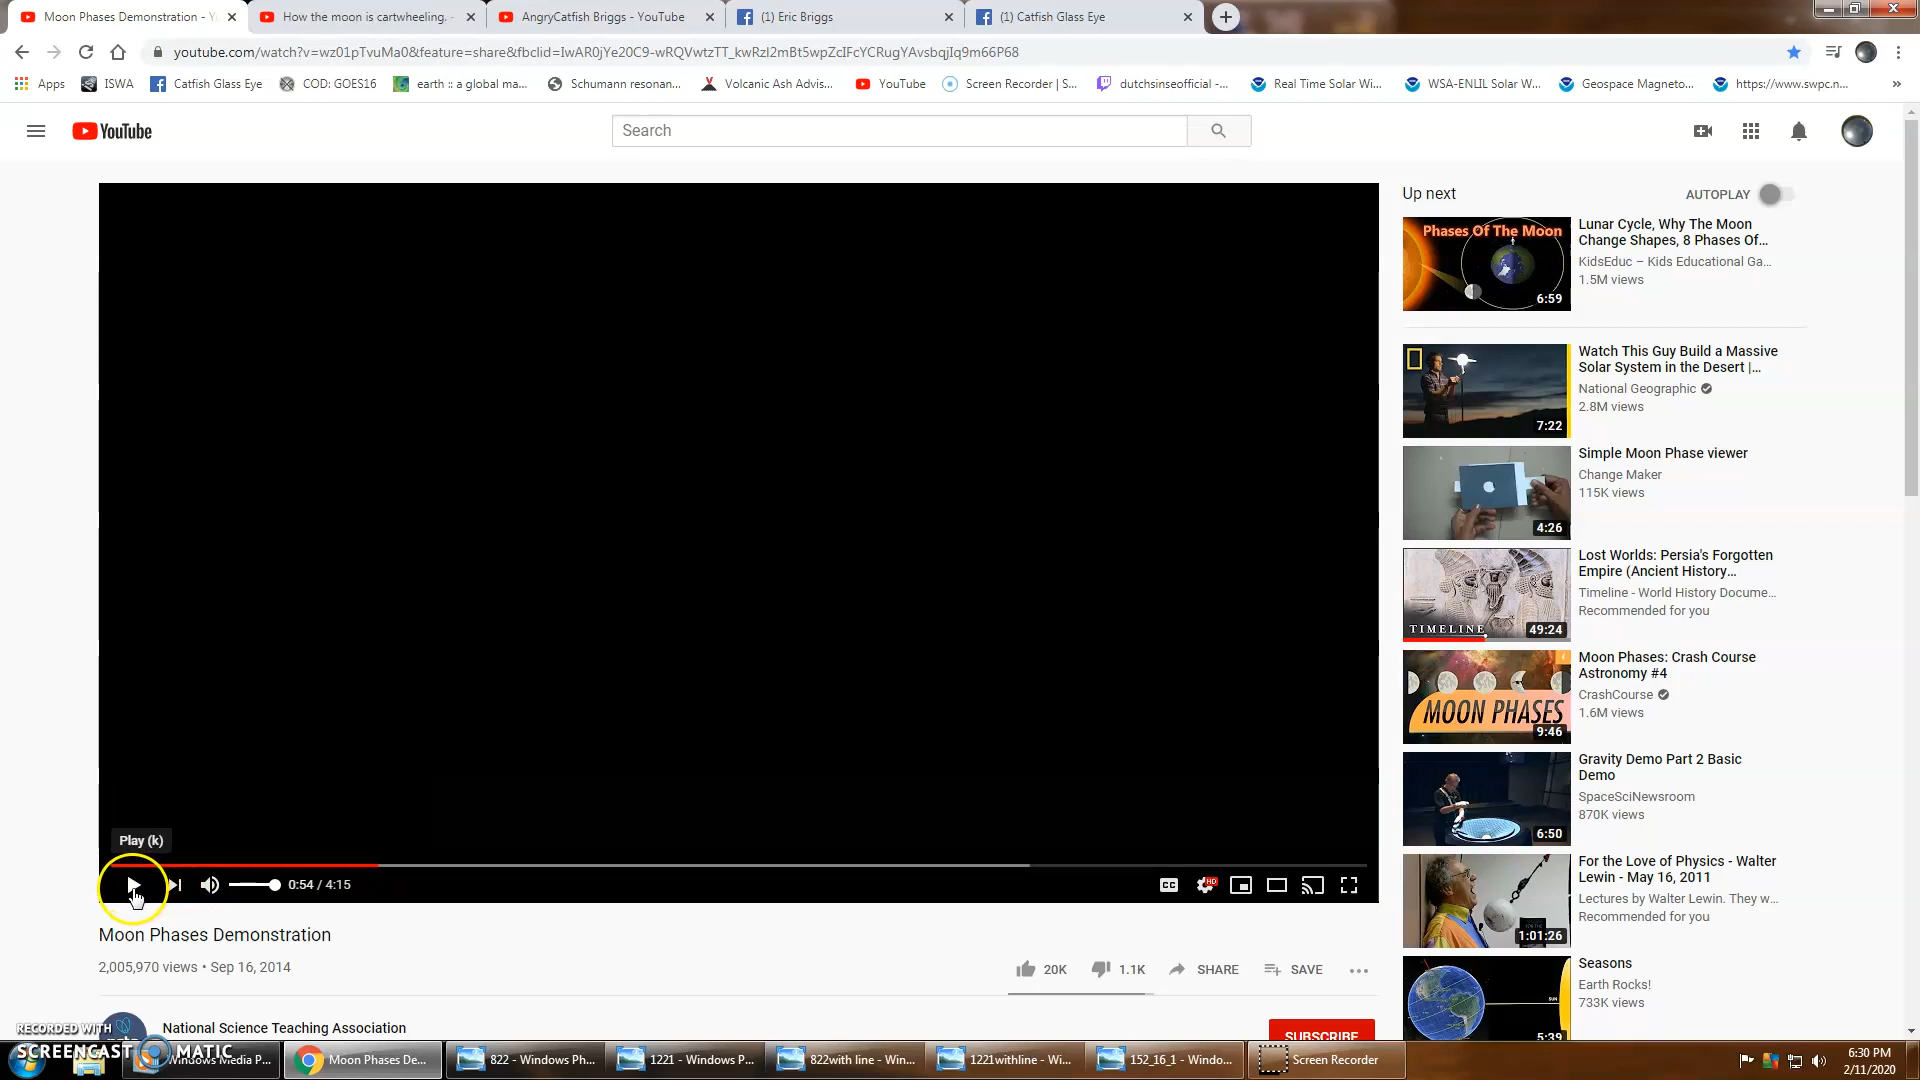 Moon Phases Demonstration - Y
How the moon is cartwheeling. -
AngryCatfish Briggs - YouTube
(1) Eric Briggs
(1) Catfish Glass Eye
youtube.com/watch?v=wz01pTvuMa0&feature=share&fbclid=IwAR0jYe20C9-wRQVwtzTT_kwRzI2mBt5wpZcIFcYCRugYAvsbqjIq9m66P68
Apps
ISWA
Catfish Glass Eye
COD: GOES16
earth :: a global ma...
Schumann resonan...
Volcanic Ash Advis...
YouTube
Screen Recorder | S...
dutchsinseofficial -...
Real Time Solar Wi...
WSA-ENLIL Solar W...
Geospace Magneto...
https://www.swpc.n...
YouTube
Search
Up next
AUTOPLAY
Phases Of The Moon
6:59
Lunar Cycle, Why The Moon
Change Shapes, 8 Phases Of...
KidsEduc – Kids Educational Ga...
1.5M views
7:22
Watch This Guy Build a Massive
Solar System in the Desert |...
National Geographic
2.8M views
4:26
Simple Moon Phase viewer
Change Maker
115K views
TIMELINE
49:24
Lost Worlds: Persia's Forgotten
Empire (Ancient History...
Timeline - World History Docume...
Recommended for you
MOON PHASES
9:46
Moon Phases: Crash Course
Astronomy #4
CrashCourse
1.6M views
6:50
Gravity Demo Part 2 Basic
Demo
SpaceSciNewsroom
870K views
1:01:26
For the Love of Physics - Walter
Lewin - May 16, 2011
Lectures by Walter Lewin. They w...
Recommended for you
SUN
5:39
Seasons
Earth Rocks!
733K views
Play (k)
0:54 / 4:15
CC
HD
Moon Phases Demonstration
2,005,970 views • Sep 16, 2014
20K
1.1K
SHARE
SAVE
National Science Teaching Association
SUBSCRIBE
RECORDED WITH
SCREENCAST MATIC
Windows Media P...
Moon Phases De...
822 - Windows Ph...
1221 - Windows P...
822with line - Win...
1221withline - Wi...
152_16_1 - Windo...
Screen Recorder
6:30 PM
2/11/2020